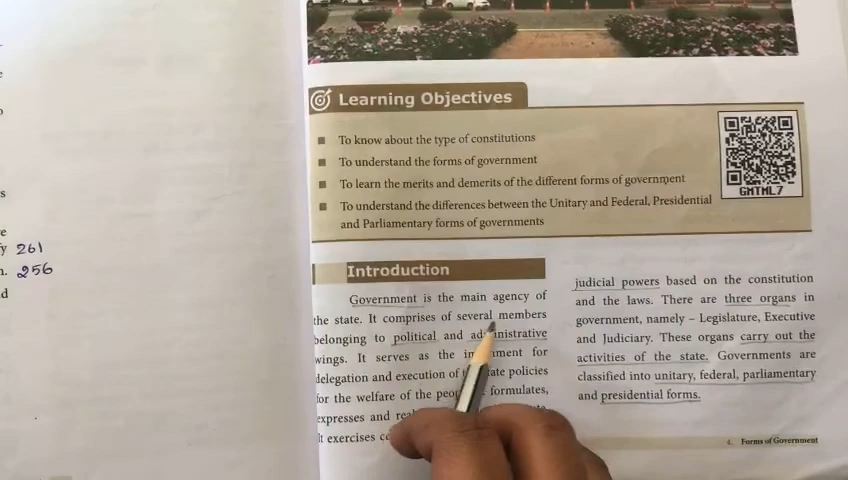 261
256
Learning Objectives
To know about the type of constitutions
To understand the forms of government
To learn the merits and demerits of the different forms of government
To understand the differences between the Unitary and Federal, Presidential
and Parliamentary forms of governments
GMTML7
Introduction
Government is the main agency of
the state. It comprises of several members
belonging to political and administrative
wings. It serves as the for
delegation and execution of policies
for the welfare of the formulates,
expresses and
It exercises
judicial powers based on the constitution
and the laws. There are three organs in
government, namely – Legislature, Executive
and Judiciary. These organs carry out the
activities of the state. Governments are
classified into unitary, federal, parliamentary
and presidential forms.
4. Forms of Government